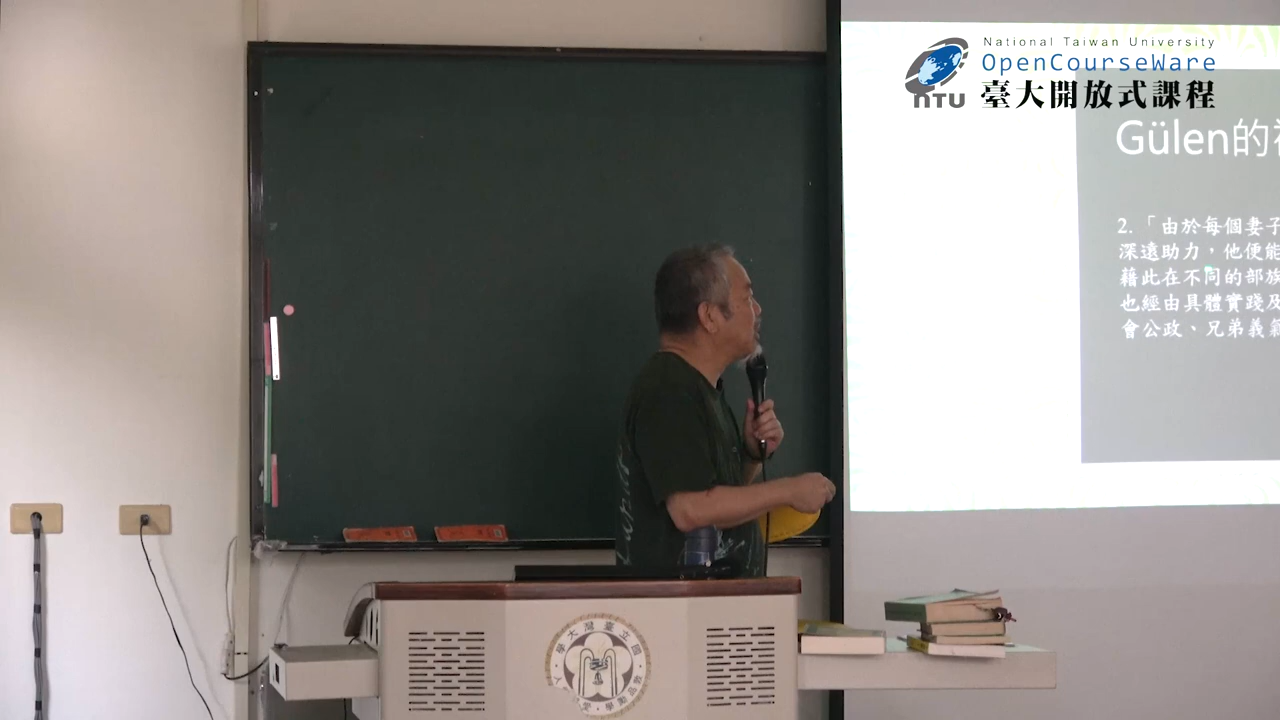 National Taiwan University
OpenCourseWare
NTU
臺大開放式課程
Gülen的
2.「由於每個妻子
深遠助力，他便能
藉此在不同的部族
也經由具體實踐及
會公政、兄弟義氣